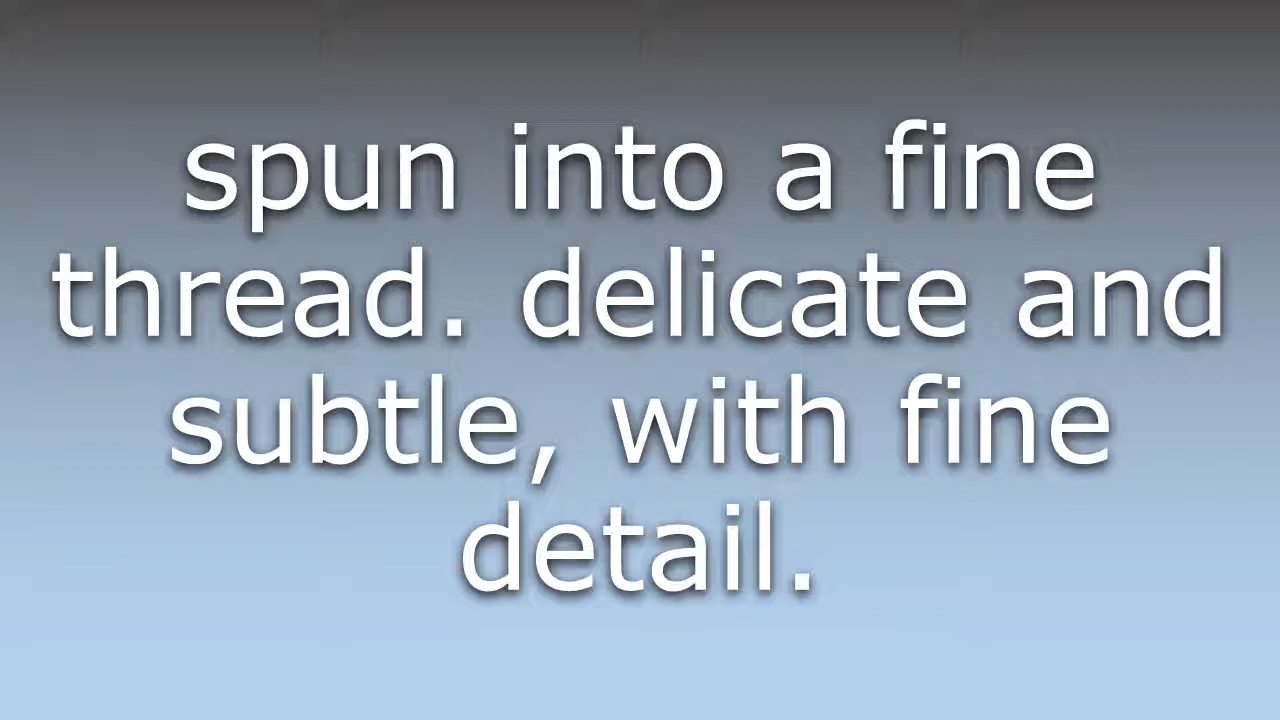 spun into a fine
thread. delicate and
subtle, with fine
detail.